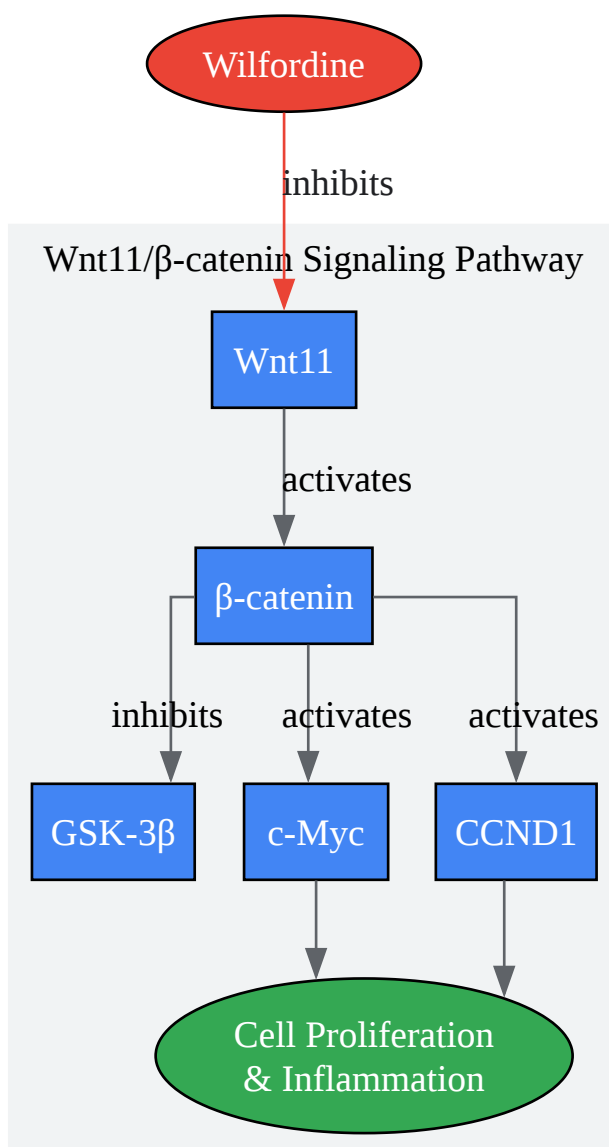 Wilfordine
inhibits
Wnt11/β-catenin Signaling Pathway
Wnt11
activates
β-catenin
inhibits
activates
activates
GSK-3β
c-Myc
CCND1
Cell Proliferation
& Inflammation